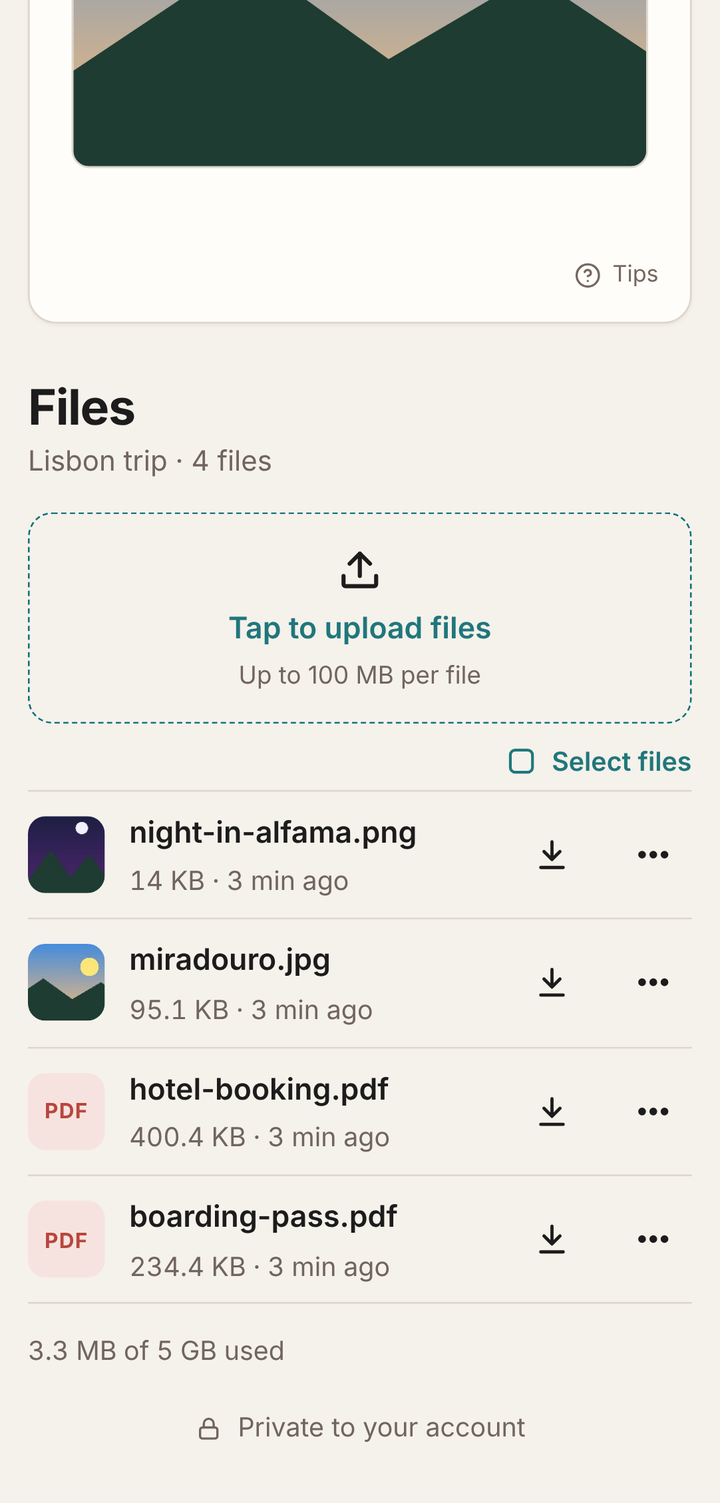 Tips
Files
Lisbon trip · 4 files
Tap to upload files
Up to 100 MB per file
Select files
night-in-alfama.png
14 KB · 3 min ago
miradouro.jpg
95.1 KB · 3 min ago
PDF
hotel-booking.pdf
400.4 KB · 3 min ago
PDF
boarding-pass.pdf
234.4 KB · 3 min ago
3.3 MB of 5 GB used
Private to your account